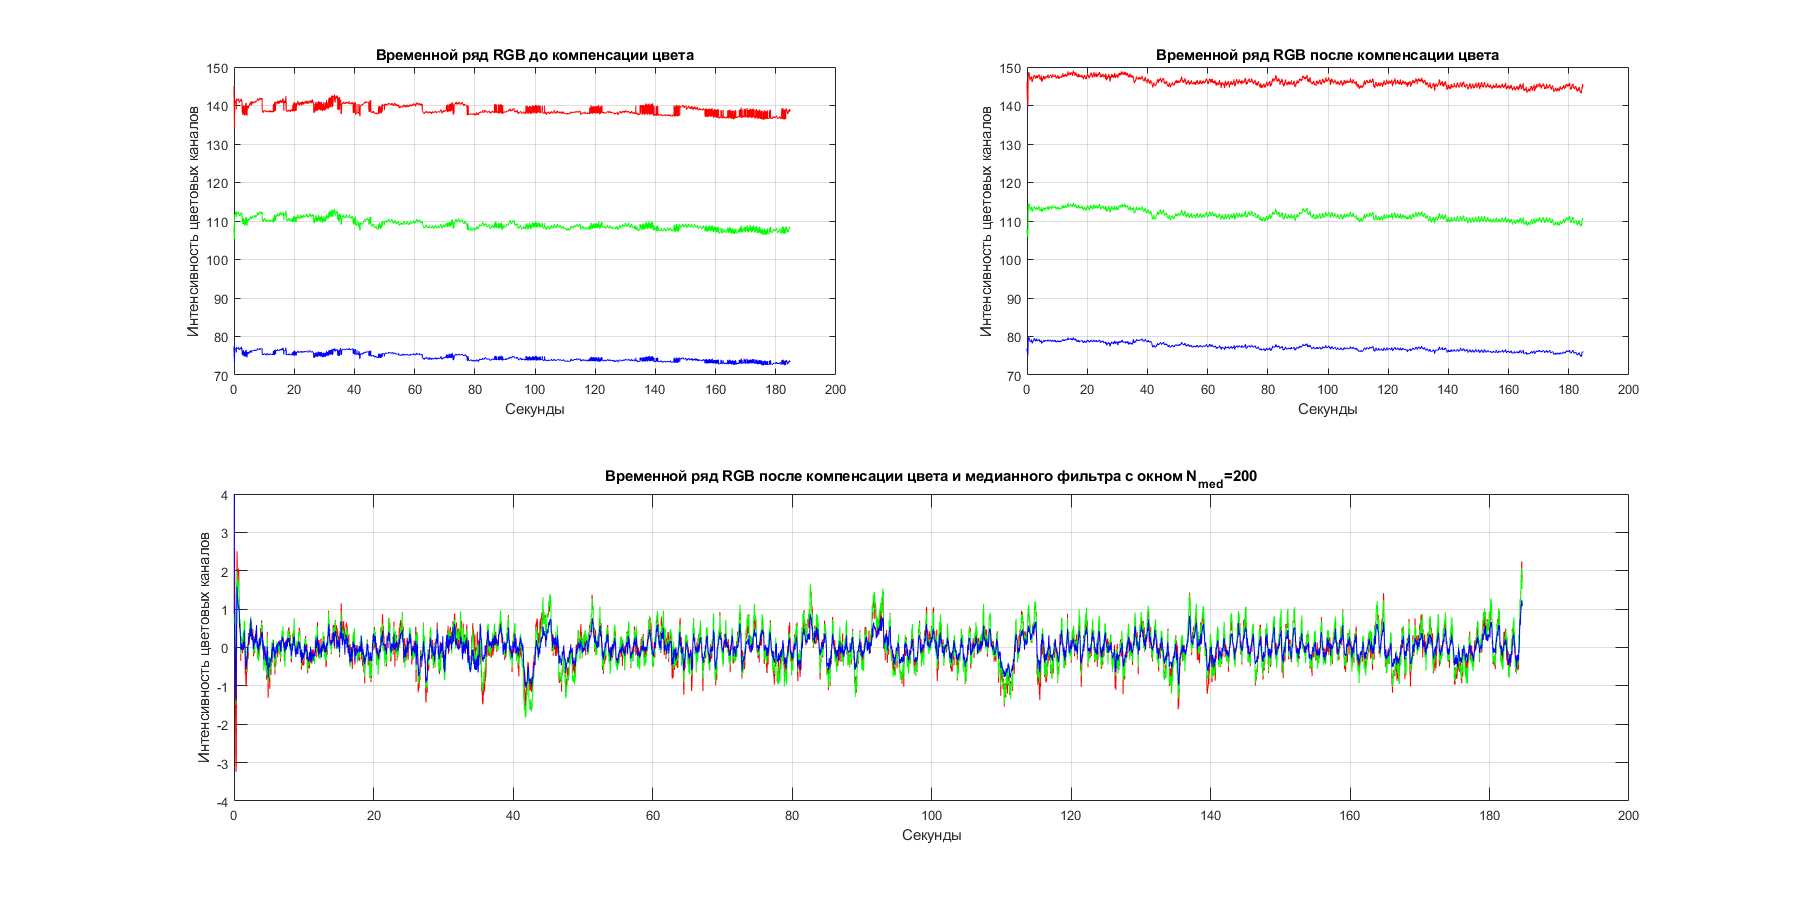 Временной ряд RGB до компенсации цвета
Интенсивность цветовых каналов
150
140
130
120
110
100
90
80
70
0 20 40 60 80 100 120 140 160 180 200
Секунды
Временной ряд RGB после компенсации цвета
Интенсивность цветовых каналов
150
140
130
120
110
100
90
80
70
0 20 40 60 80 100 120 140 160 180 200
Секунды
Временной ряд RGB после компенсации цвета и медианного фильтра с окном N_med=200
Интенсивность цветовых каналов
4
3
2
1
0
-1
-2
-3
-4
0 20 40 60 80 100 120 140 160 180 200
Секунды